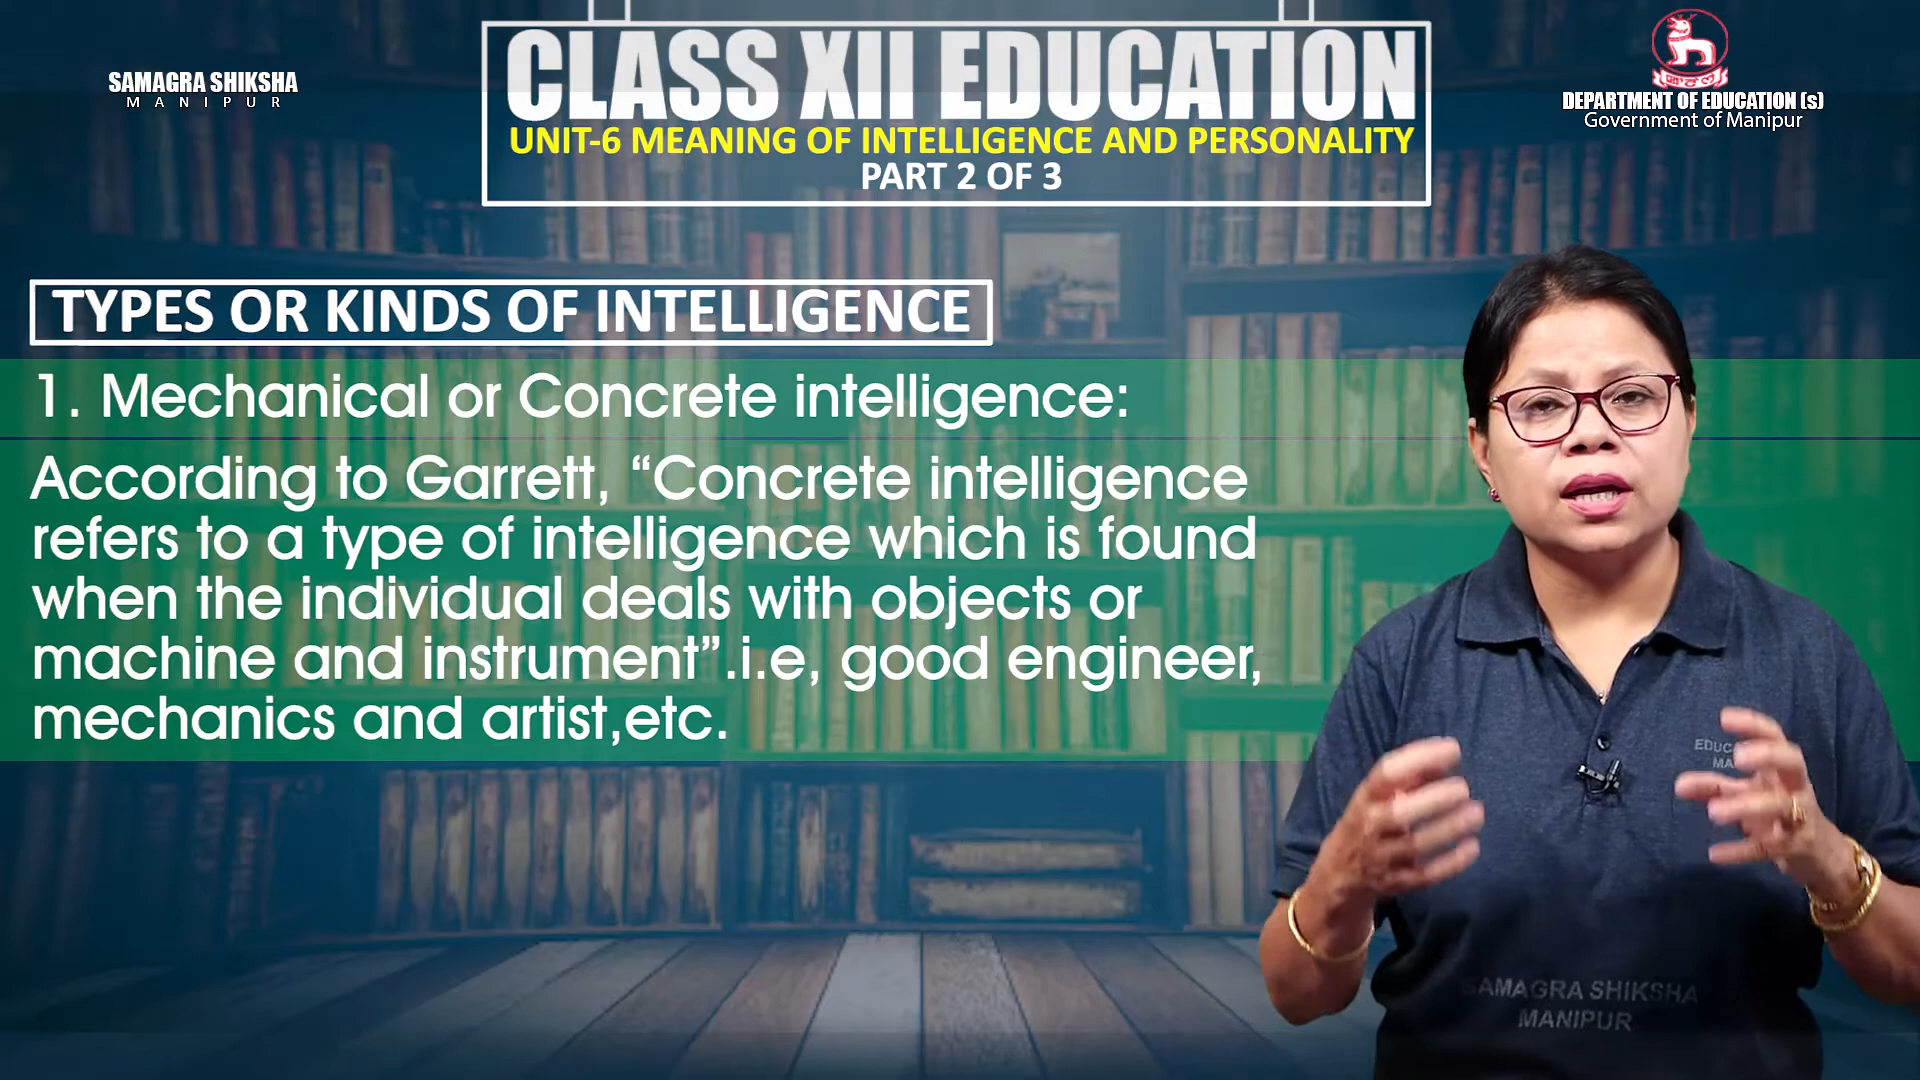 SAMAGRA SHIKSHA
MANIPUR
CLASS XII EDUCATION
UNIT-6 MEANING OF INTELLIGENCE AND PERSONALITY
PART 2 OF 3
DEPARTMENT OF EDUCATION (s)
Government of Manipur
TYPES OR KINDS OF INTELLIGENCE
1. Mechanical or Concrete intelligence:
According to Garrett, “Concrete intelligence
refers to a type of intelligence which is found
when the individual deals with objects or
machine and instrument”.i.e, good engineer,
mechanics and artist,etc.
SAMAGRA SHIKSHA
MANIPUR